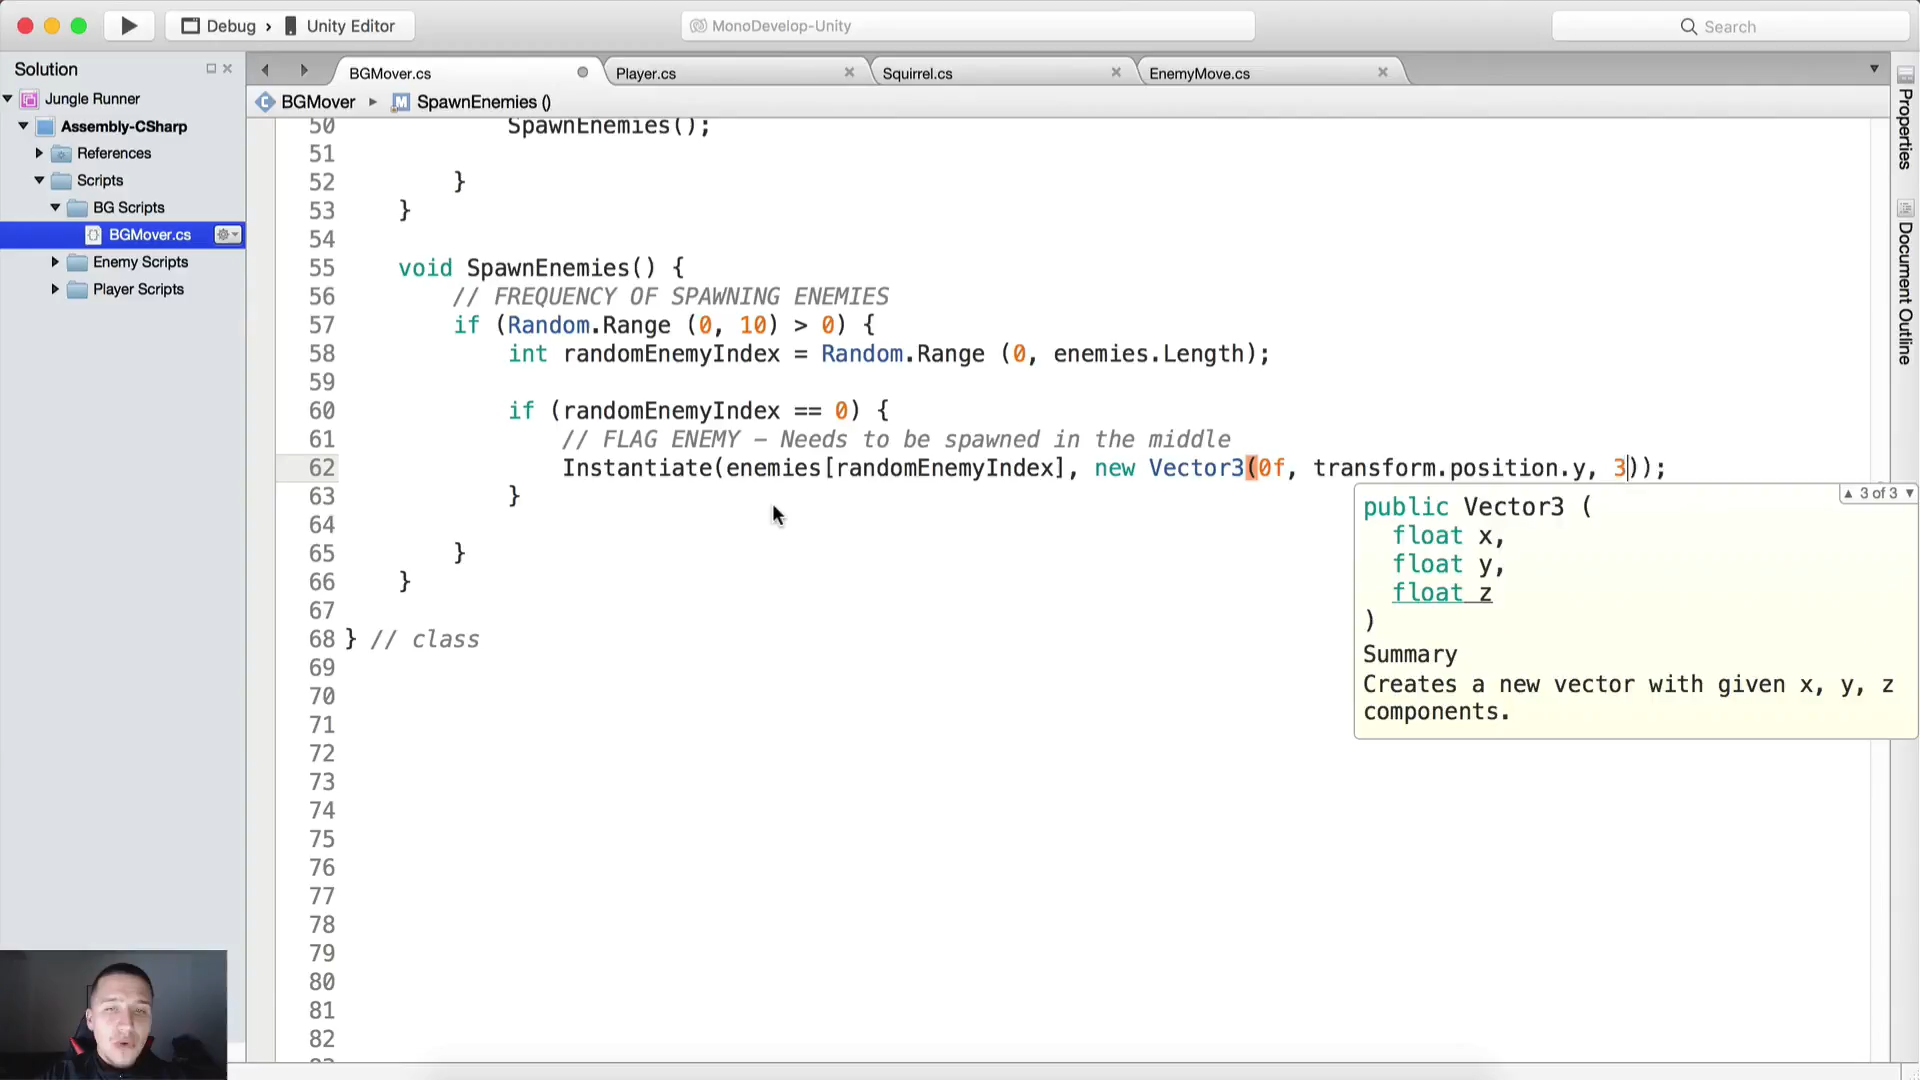 Debug › Unity Editor
MonoDevelop-Unity
Search
Solution
BGMover.cs
Player.cs
Squirrel.cs
EnemyMove.cs
Jungle Runner
BGMover ▸ SpawnEnemies ()
Assembly-CSharp
References
Scripts
BG Scripts
BGMover.cs
Enemy Scripts
Player Scripts
50 SpawnEnemies();
51
52 }
53 }
54
55 void SpawnEnemies() {
56 // FREQUENCY OF SPAWNING ENEMIES
57 if (Random.Range (0, 10) > 0) {
58 int randomEnemyIndex = Random.Range (0, enemies.Length);
59
60 if (randomEnemyIndex == 0) {
61 // FLAG ENEMY – Needs to be spawned in the middle
62 Instantiate(enemies[randomEnemyIndex], new Vector3(0f, transform.position.y, 3));
63 }
64
65 }
66 }
67
68 } // class
69
70
71
72
73
74
75
76
77
78
79
80
81
82
▲ 3 of 3 ▼
public Vector3 (
float x,
float y,
float z
)
Summary
Creates a new vector with given x, y, z
components.
Properties
Document Outline